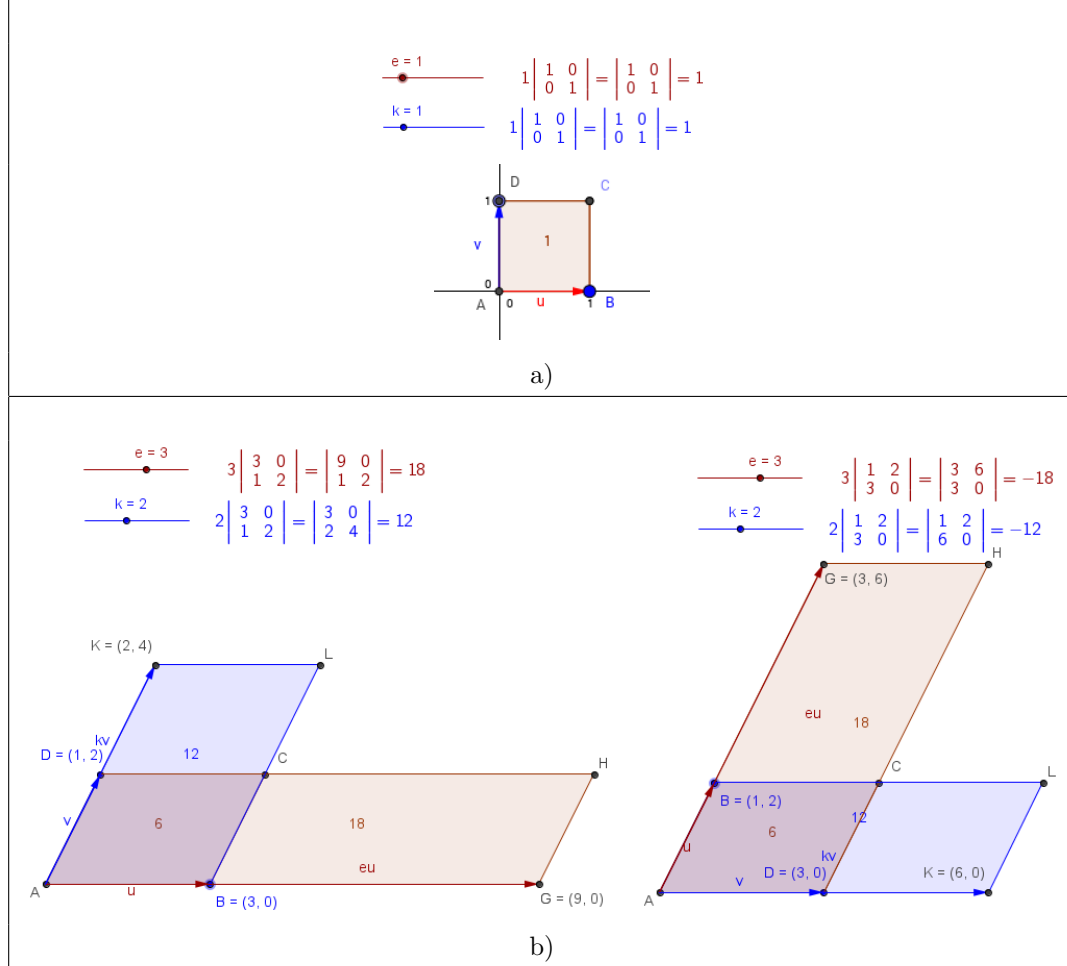 e = 1
1 | 1 0 0 1 | = | 1 0 0 1 | = 1
k = 1
1 | 1 0 0 1 | = | 1 0 0 1 | = 1
D
C
1
v
1
0
A
0
u
1
B
a)
e = 3
3 | 3 0 1 2 | = | 9 0 1 2 | = 18
k = 2
2 | 3 0 1 2 | = | 3 0 2 4 | = 12
K = (2, 4)
L
kv
D = (1, 2)
12
C
H
v
6
18
eu
A
u
B = (3, 0)
G = (9, 0)
e = 3
3 | 1 2 3 0 | = | 3 6 3 0 | = −18
k = 2
2 | 1 2 3 0 | = | 1 2 6 0 | = −12
H
G = (3, 6)
eu
18
C
L
B = (1, 2)
12
6
u
kv
D = (3, 0)
K = (6, 0)
v
A
b)